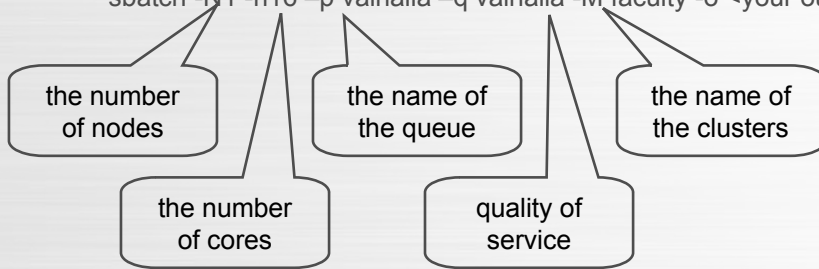 sbatch -N1 -n16 –p valhalla –q valhalla -M faculty -o <your
the number
of nodes
the name of
the queue
the name of
the clusters
the number
of cores
quality of
service